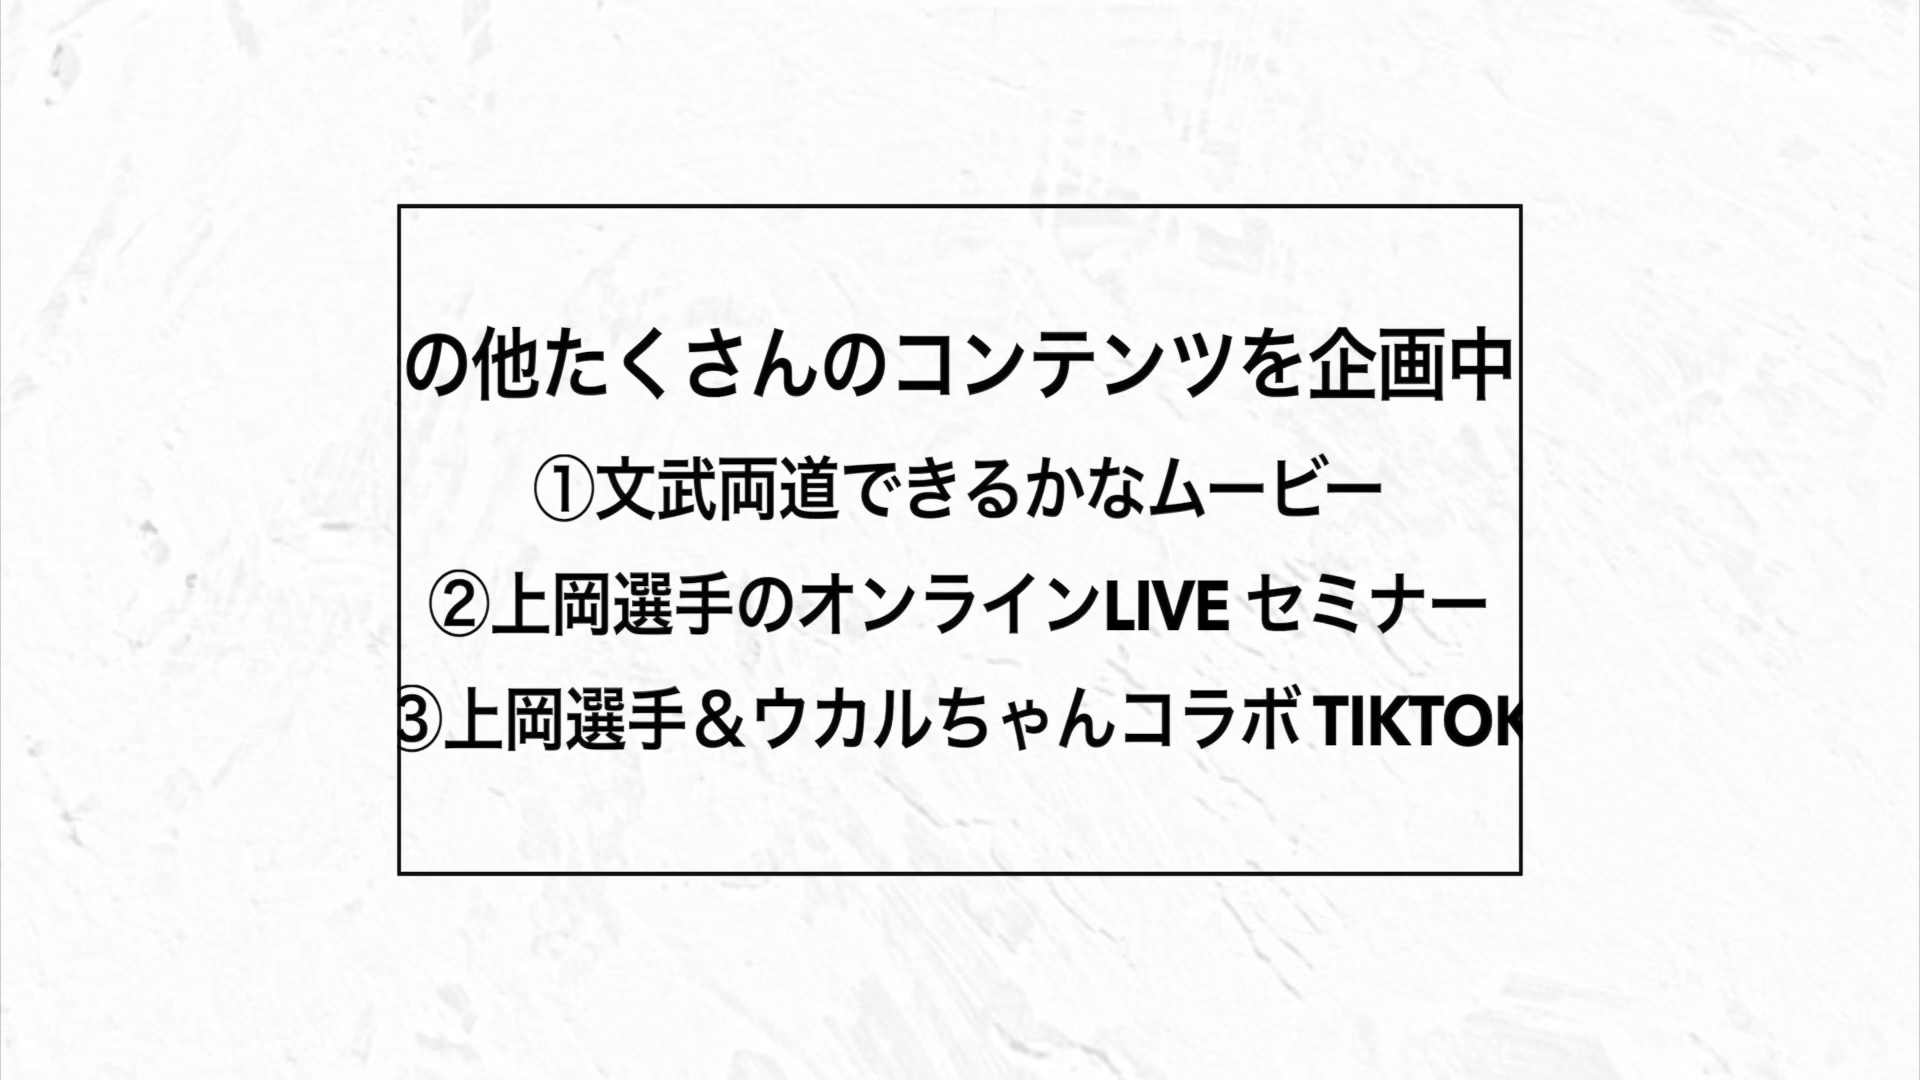 の他たくさんのコンテンツを企画中
①文武両道できるかなムービー
②上岡選手のオンラインLIVE セミナー
③上岡選手＆ウカルちゃんコラボ TIKTOK